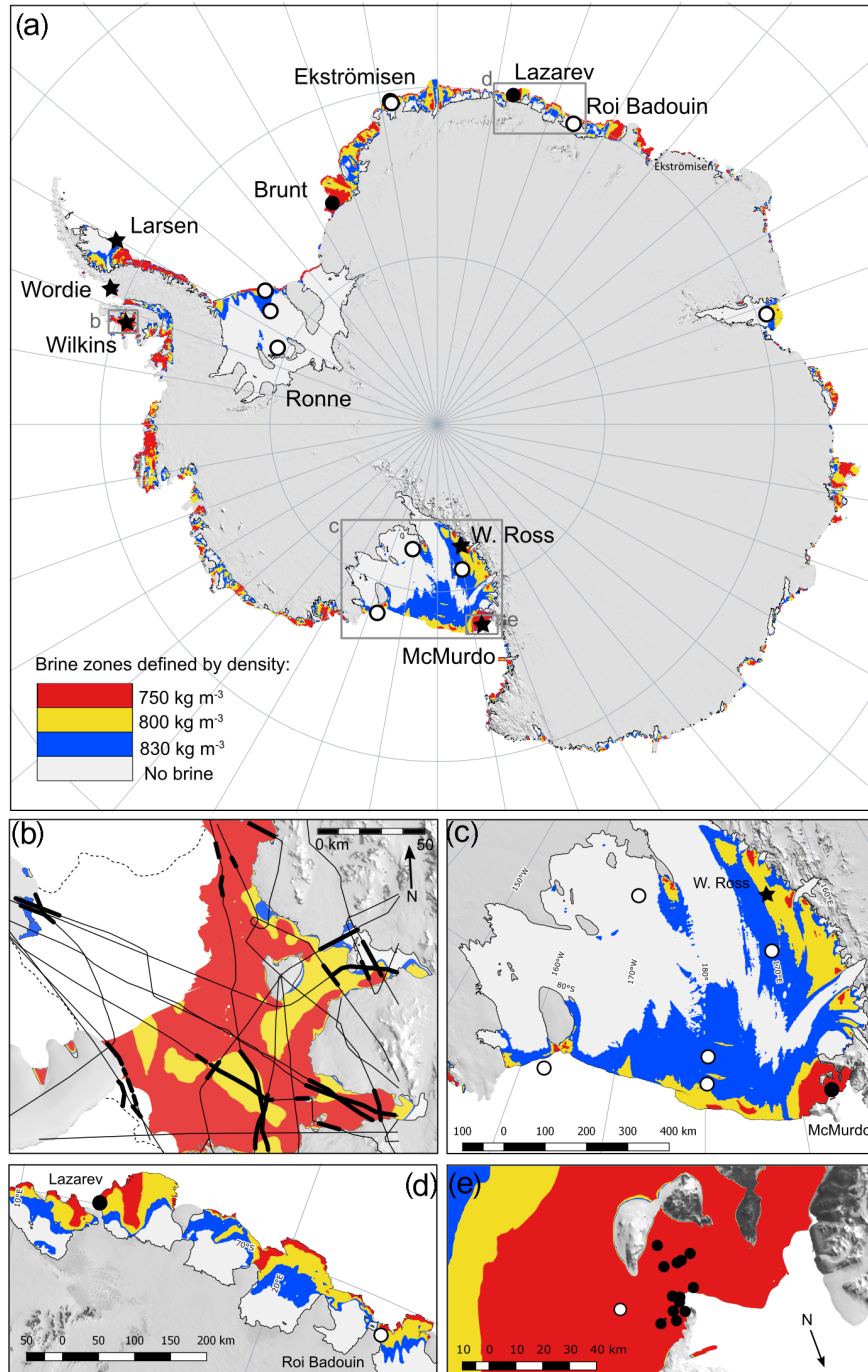 (a)
Ekströmisen
d
Lazarev
Roi Badouin
Ekströmisen
Brunt
Larsen
Wordie
b
Wilkins
Ronne
c
W. Ross
e
McMurdo
Brine zones defined by density:
750 kg m⁻³
800 kg m⁻³
830 kg m⁻³
No brine
(b)
0 km 50
N
(c)
150°W
W. Ross
160°E
160°W
170°W
180°
170°E
80°S
100 0 100 200 300 400 km
McMurdo
Lazarev
(d)
10°E
70°S
20°E
50 0 50 100 150 200 km
Roi Badouin
(e)
N
10 0 10 20 30 40 km